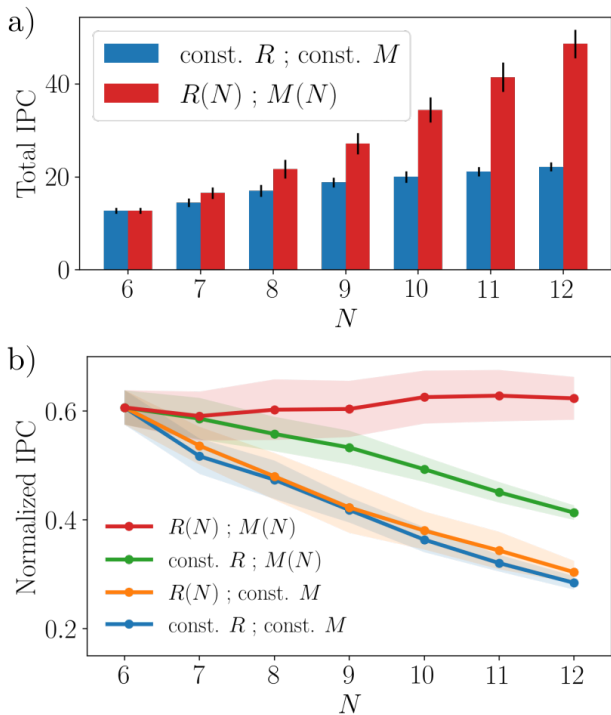 a)
Total IPC
40
20
0
const. R ; const. M
R(N) ; M(N)
6 7 8 9 10 11 12
N
b)
Normalized IPC
0.6
0.4
0.2
R(N) ; M(N)
const. R ; M(N)
R(N) ; const. M
const. R ; const. M
6 7 8 9 10 11 12
N